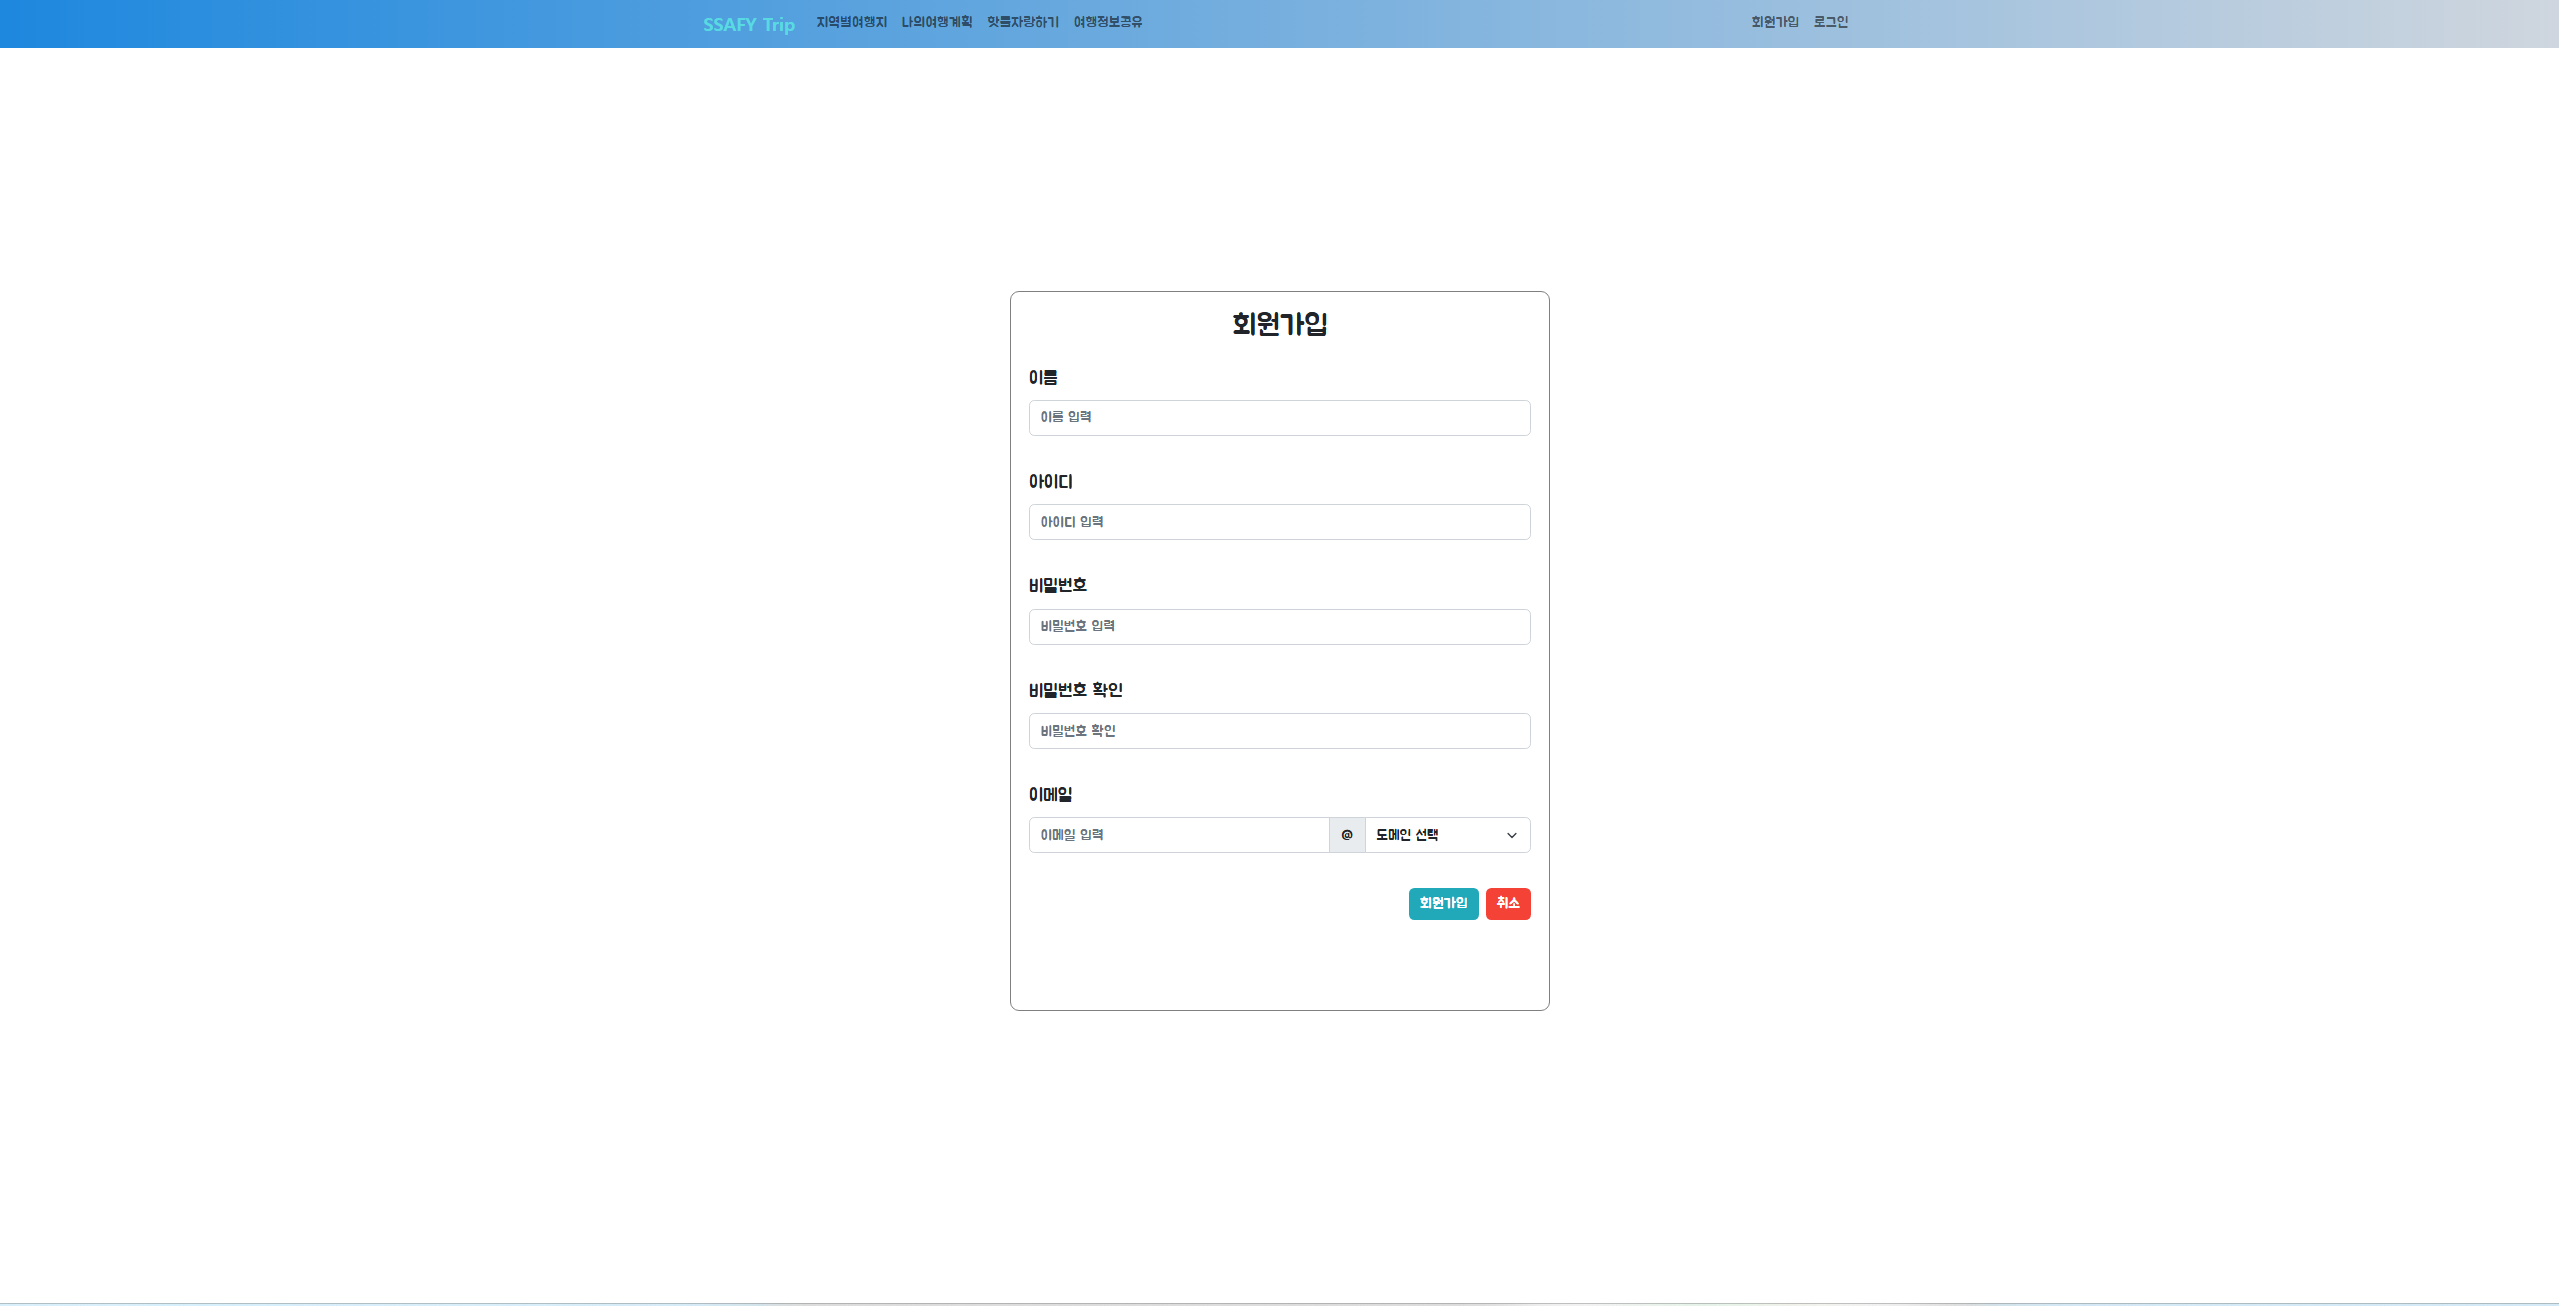 SSAFY Trip 지역별여행지 나의여행계획 핫플자랑하기 여행정보공유 회원가입 로그인
회원가입
이름
이름 입력
아이디
아이디 입력
비밀번호
비밀번호 입력
비밀번호 확인
비밀번호 확인
이메일
이메일 입력 @ 도메인 선택
회원가입 취소